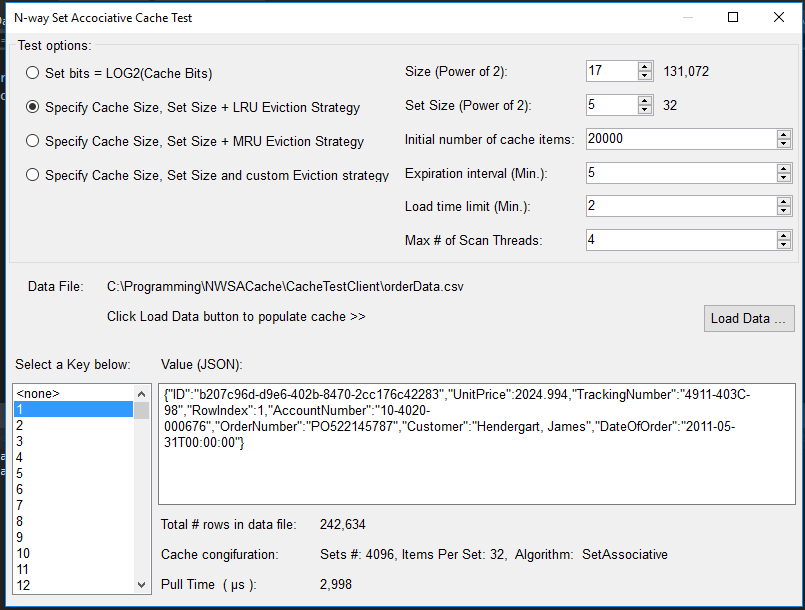 N-way Set Accociative Cache Test
Test options:
Set bits = LOG2(Cache Bits)
Specify Cache Size, Set Size + LRU Eviction Strategy
Specify Cache Size, Set Size + MRU Eviction Strategy
Specify Cache Size, Set Size and custom Eviction strategy
Size (Power of 2): 17 131,072
Set Size (Power of 2): 5 32
Initial number of cache items: 20000
Expiration interval (Min.): 5
Load time limit (Min.): 2
Max # of Scan Threads: 4
Data File: C:\Programming\NWSACache\CacheTestClient\orderData.csv
Click Load Data button to populate cache >>
Load Data ...
Select a Key below:
<none>
1
2
3
4
5
6
7
8
9
10
11
12
Value (JSON):
{"ID":"b207c96d-d9e6-402b-8470-2cc176c42283","UnitPrice":2024.994,"TrackingNumber":"4911-403C-
98","RowIndex":1,"AccountNumber":"10-4020-
000676","OrderNumber":"PO522145787","Customer":"Hendergart, James","DateOfOrder":"2011-05-
31T00:00:00"}
Total # rows in data file: 242,634
Cache congifuration: Sets #: 4096, Items Per Set: 32, Algorithm: SetAssociative
Pull Time ( µs ): 2,998